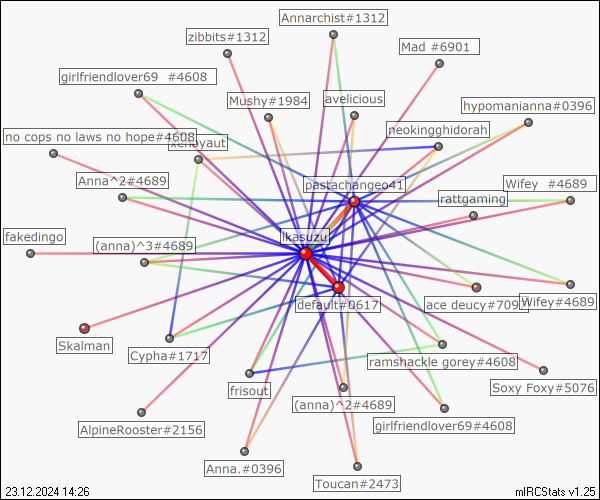 Annarchist#1312
zibbits#1312
Mad #6901
girlfriendlover69 #4608
Mushy#1984
avelicious
hypomanianna#0396
neokingghidorah
no cops no laws no hope#4608
pastachangeo41
Anna^2#4689
Wifey #4689
rattgaming
fakedingo
(anna)^3#4689
ikasuzu
default#0617
ace deucy#7093
Wifey#4689
Skalman
Cypha#1717
ramshackle gorey#4608
Soxy Foxy#5076
frisout
(anna)^2#4689
AlpineRooster#2156
girlfriendlover69#4608
Anna.#0396
Toucan#2473
23.12.2024 14:26
mIRCStats v1.25